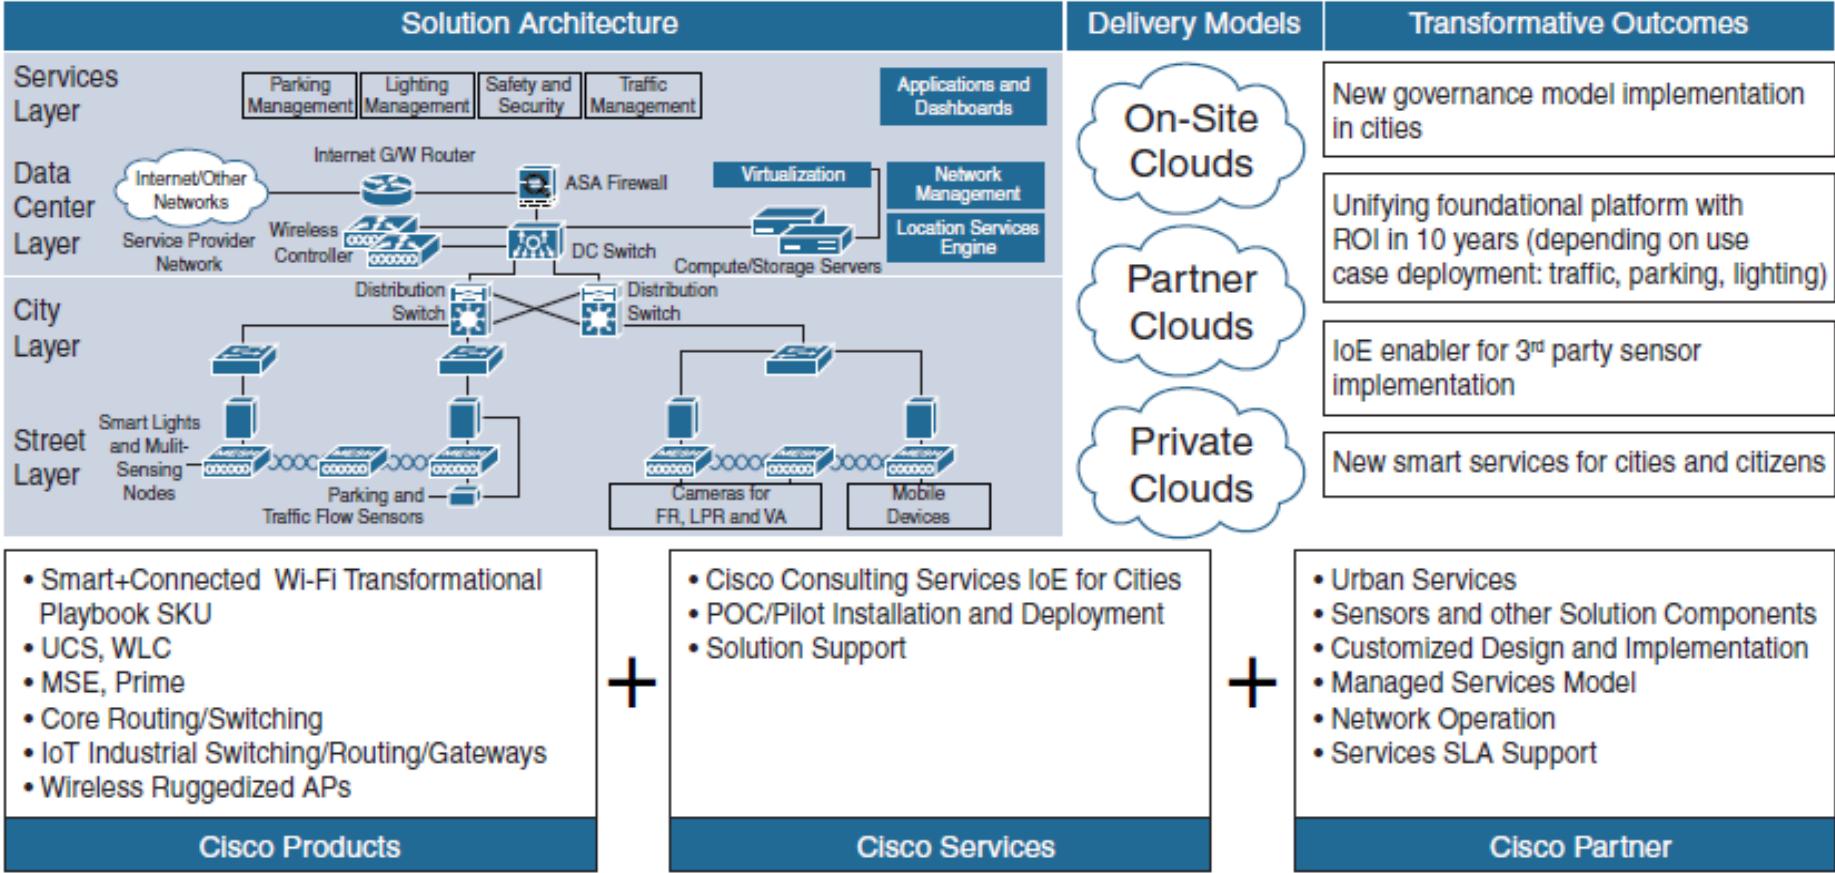 Solution Architecture
Delivery Models
Transformative Outcomes
Services
Layer
Parking
Management
Lighting
Management
Safety and
Security
Traffic
Management
Applications and
Dashboards
Data
Center
Layer
Internet/Other
Networks
Service Provider
Network
Internet G/W Router
ASA Firewall
Wireless
Controller
DC Switch
Virtualization
Compute/Storage Servers
Network
Management
Location Services
Engine
City
Layer
Distribution
Switch
Distribution
Switch
Street
Layer
Smart Lights
and Mulit-
Sensing
Nodes
MESH
MESH
MESH
MESH
MESH
MESH
Parking and
Traffic Flow Sensors
Cameras for
FR, LPR and VA
Mobile
Devices
On-Site
Clouds
Partner
Clouds
Private
Clouds
New governance model implementation
in cities
Unifying foundational platform with
ROI in 10 years (depending on use
case deployment: traffic, parking, lighting)
IoE enabler for 3rd party sensor
implementation
New smart services for cities and citizens
• Smart+Connected Wi-Fi Transformational
Playbook SKU
• UCS, WLC
• MSE, Prime
• Core Routing/Switching
• IoT Industrial Switching/Routing/Gateways
• Wireless Ruggedized APs
Cisco Products
+
• Cisco Consulting Services IoE for Cities
• POC/Pilot Installation and Deployment
• Solution Support
Cisco Services
+
• Urban Services
• Sensors and other Solution Components
• Customized Design and Implementation
• Managed Services Model
• Network Operation
• Services SLA Support
Cisco Partner